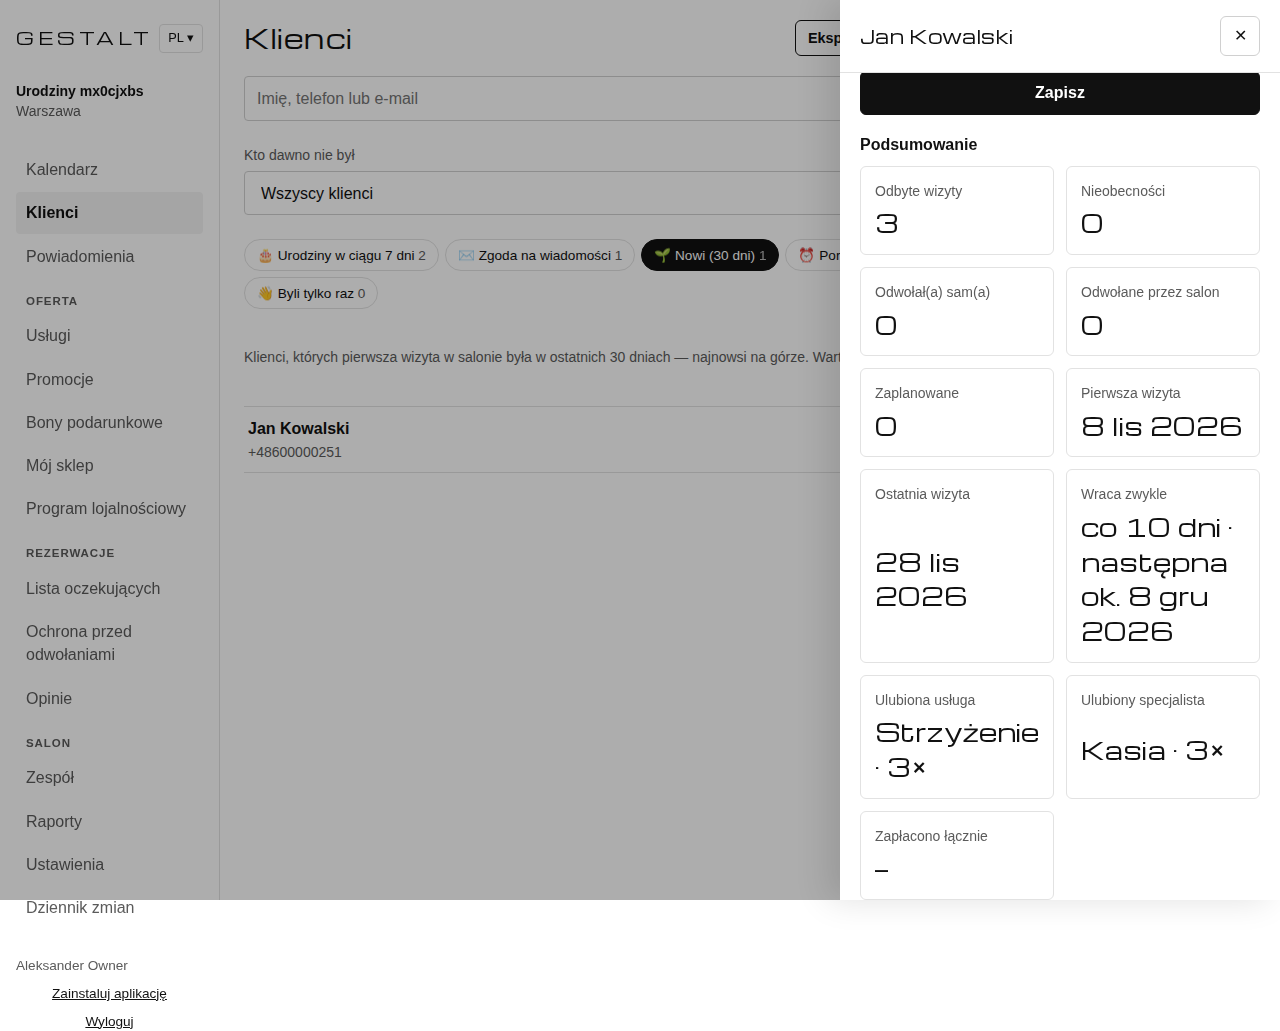 GESTALT
PL ▾
Urodziny mx0cjxbs
Warszawa
Kalendarz
Klienci
Powiadomienia
OFERTA
Usługi
Promocje
Bony podarunkowe
Mój sklep
Program lojalnościowy
REZERWACJE
Lista oczekujących
Ochrona przed
odwołaniami
Opinie
SALON
Zespół
Raporty
Ustawienia
Dziennik zmian
Aleksander Owner
Zainstaluj aplikację
Wyloguj
Klienci
Imię, telefon lub e-mail
Kto dawno nie był
Wszyscy klienci
🎂 Urodziny w ciągu 7 dni 2
✉️ Zgoda na wiadomości 1
🌱 Nowi (30 dni) 1
👋 Byli tylko raz 0
Klienci, których pierwsza wizyta w salonie była w ostatnich 30 dniach — najnowsi na górze.
Jan Kowalski
+48600000251
Jan Kowalski
✕
Zapisz
Podsumowanie
Odbyte wizyty
3
Nieobecności
0
Odwołał(a) sam(a)
0
Odwołane przez salon
0
Zaplanowane
0
Pierwsza wizyta
8 lis 2026
Ostatnia wizyta
28 lis
2026
Wraca zwykle
co 10 dni ·
następna
ok. 8 gru
2026
Ulubiona usługa
Strzyżenie
· 3×
Ulubiony specjalista
Kasia · 3×
Zapłacono łącznie
–